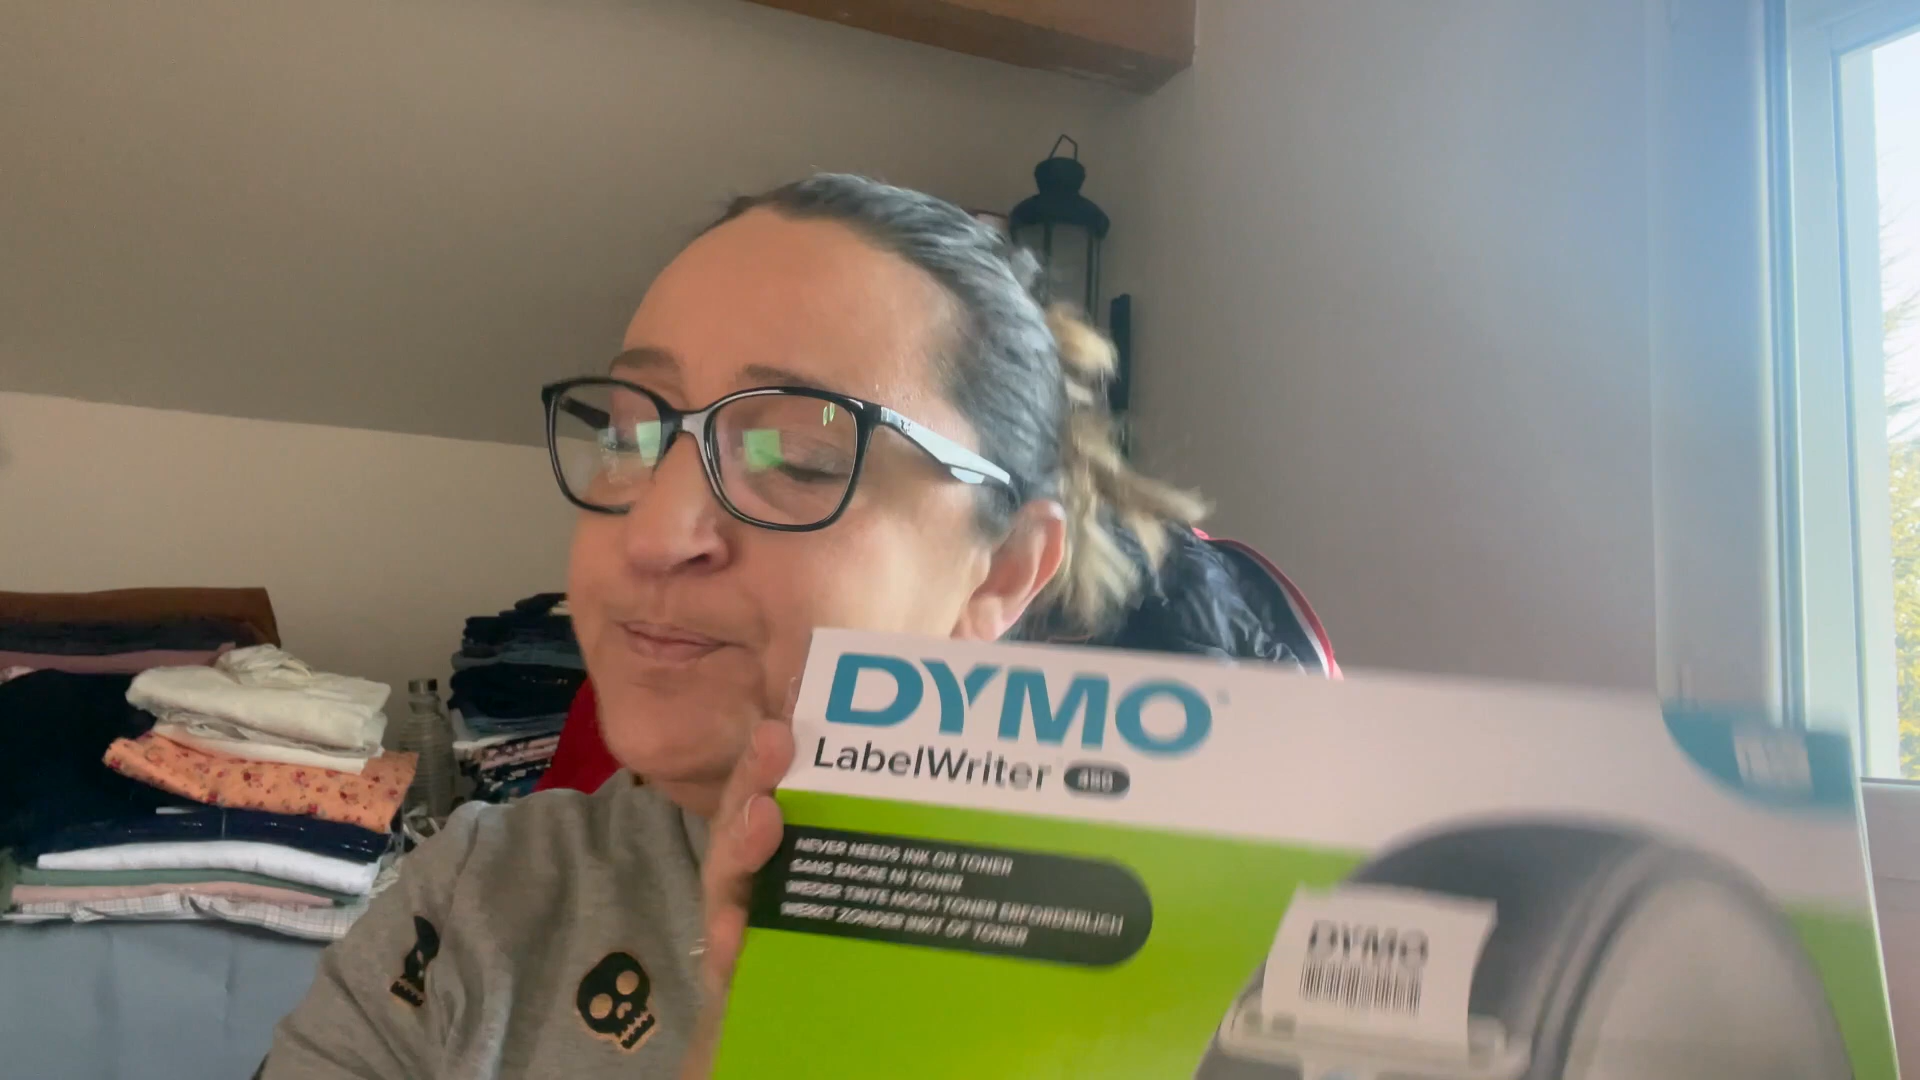 DYMO
LabelWriter
NEVER NEEDS INK OR TONER
SANS ENCRE NI TONER
WEDER TINTE NOCH TONER ERFORDERLICH
WERKT ZONDER INKT OF TONER
DYMO